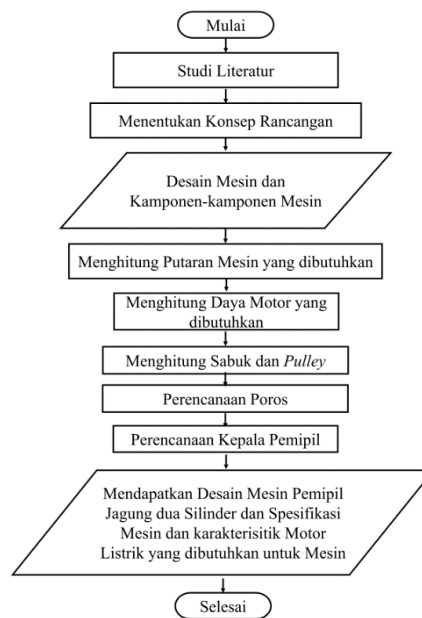 Mulai
Studi Literatur
Menentukan Konsep Rancangan
Desain Mesin dan
Kamponen-kamponen Mesin
Menghitung Putaran Mesin yang dibutuhkan
Menghitung Daya Motor yang
dibutuhkan
Menghitung Sabuk dan Pulley
Perencanaan Poros
Perencanaan Kepala Pemipil
Mendapatkan Desain Mesin Pemipil
Jagung dua Silinder dan Spesifikasi
Mesin dan karakterisitik Motor
Listrik yang dibutuhkan untuk Mesin
Selesai